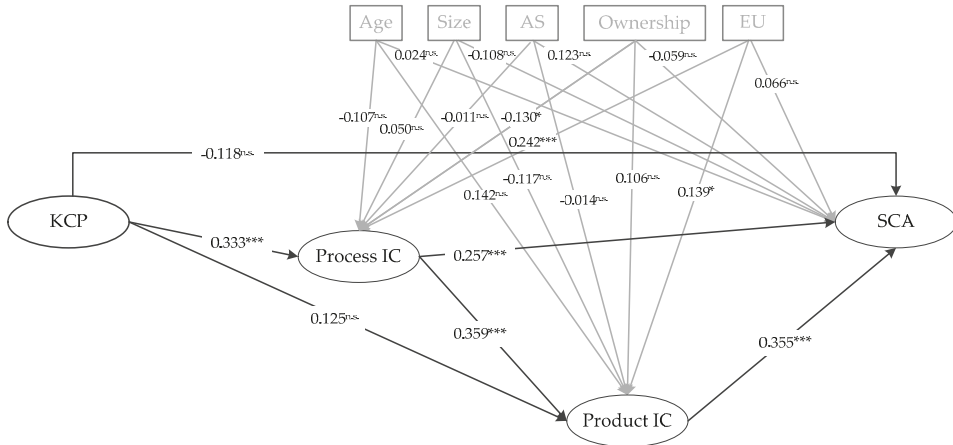 Age Size AS Ownership EU
0.024n.s. -0.108n.s. 0.123n.s. -0.059n.s.
0.066n.s.
-0.107n.s. 0.050n.s. -0.011n.s. -0.130*
0.242***
-0.118n.s.
-0.117n.s. 0.106n.s.
0.142n.s. -0.014n.s. 0.139*
KCP SCA
0.333*** Process IC 0.257***
0.125n.s.
0.359*** 0.355***
Product IC